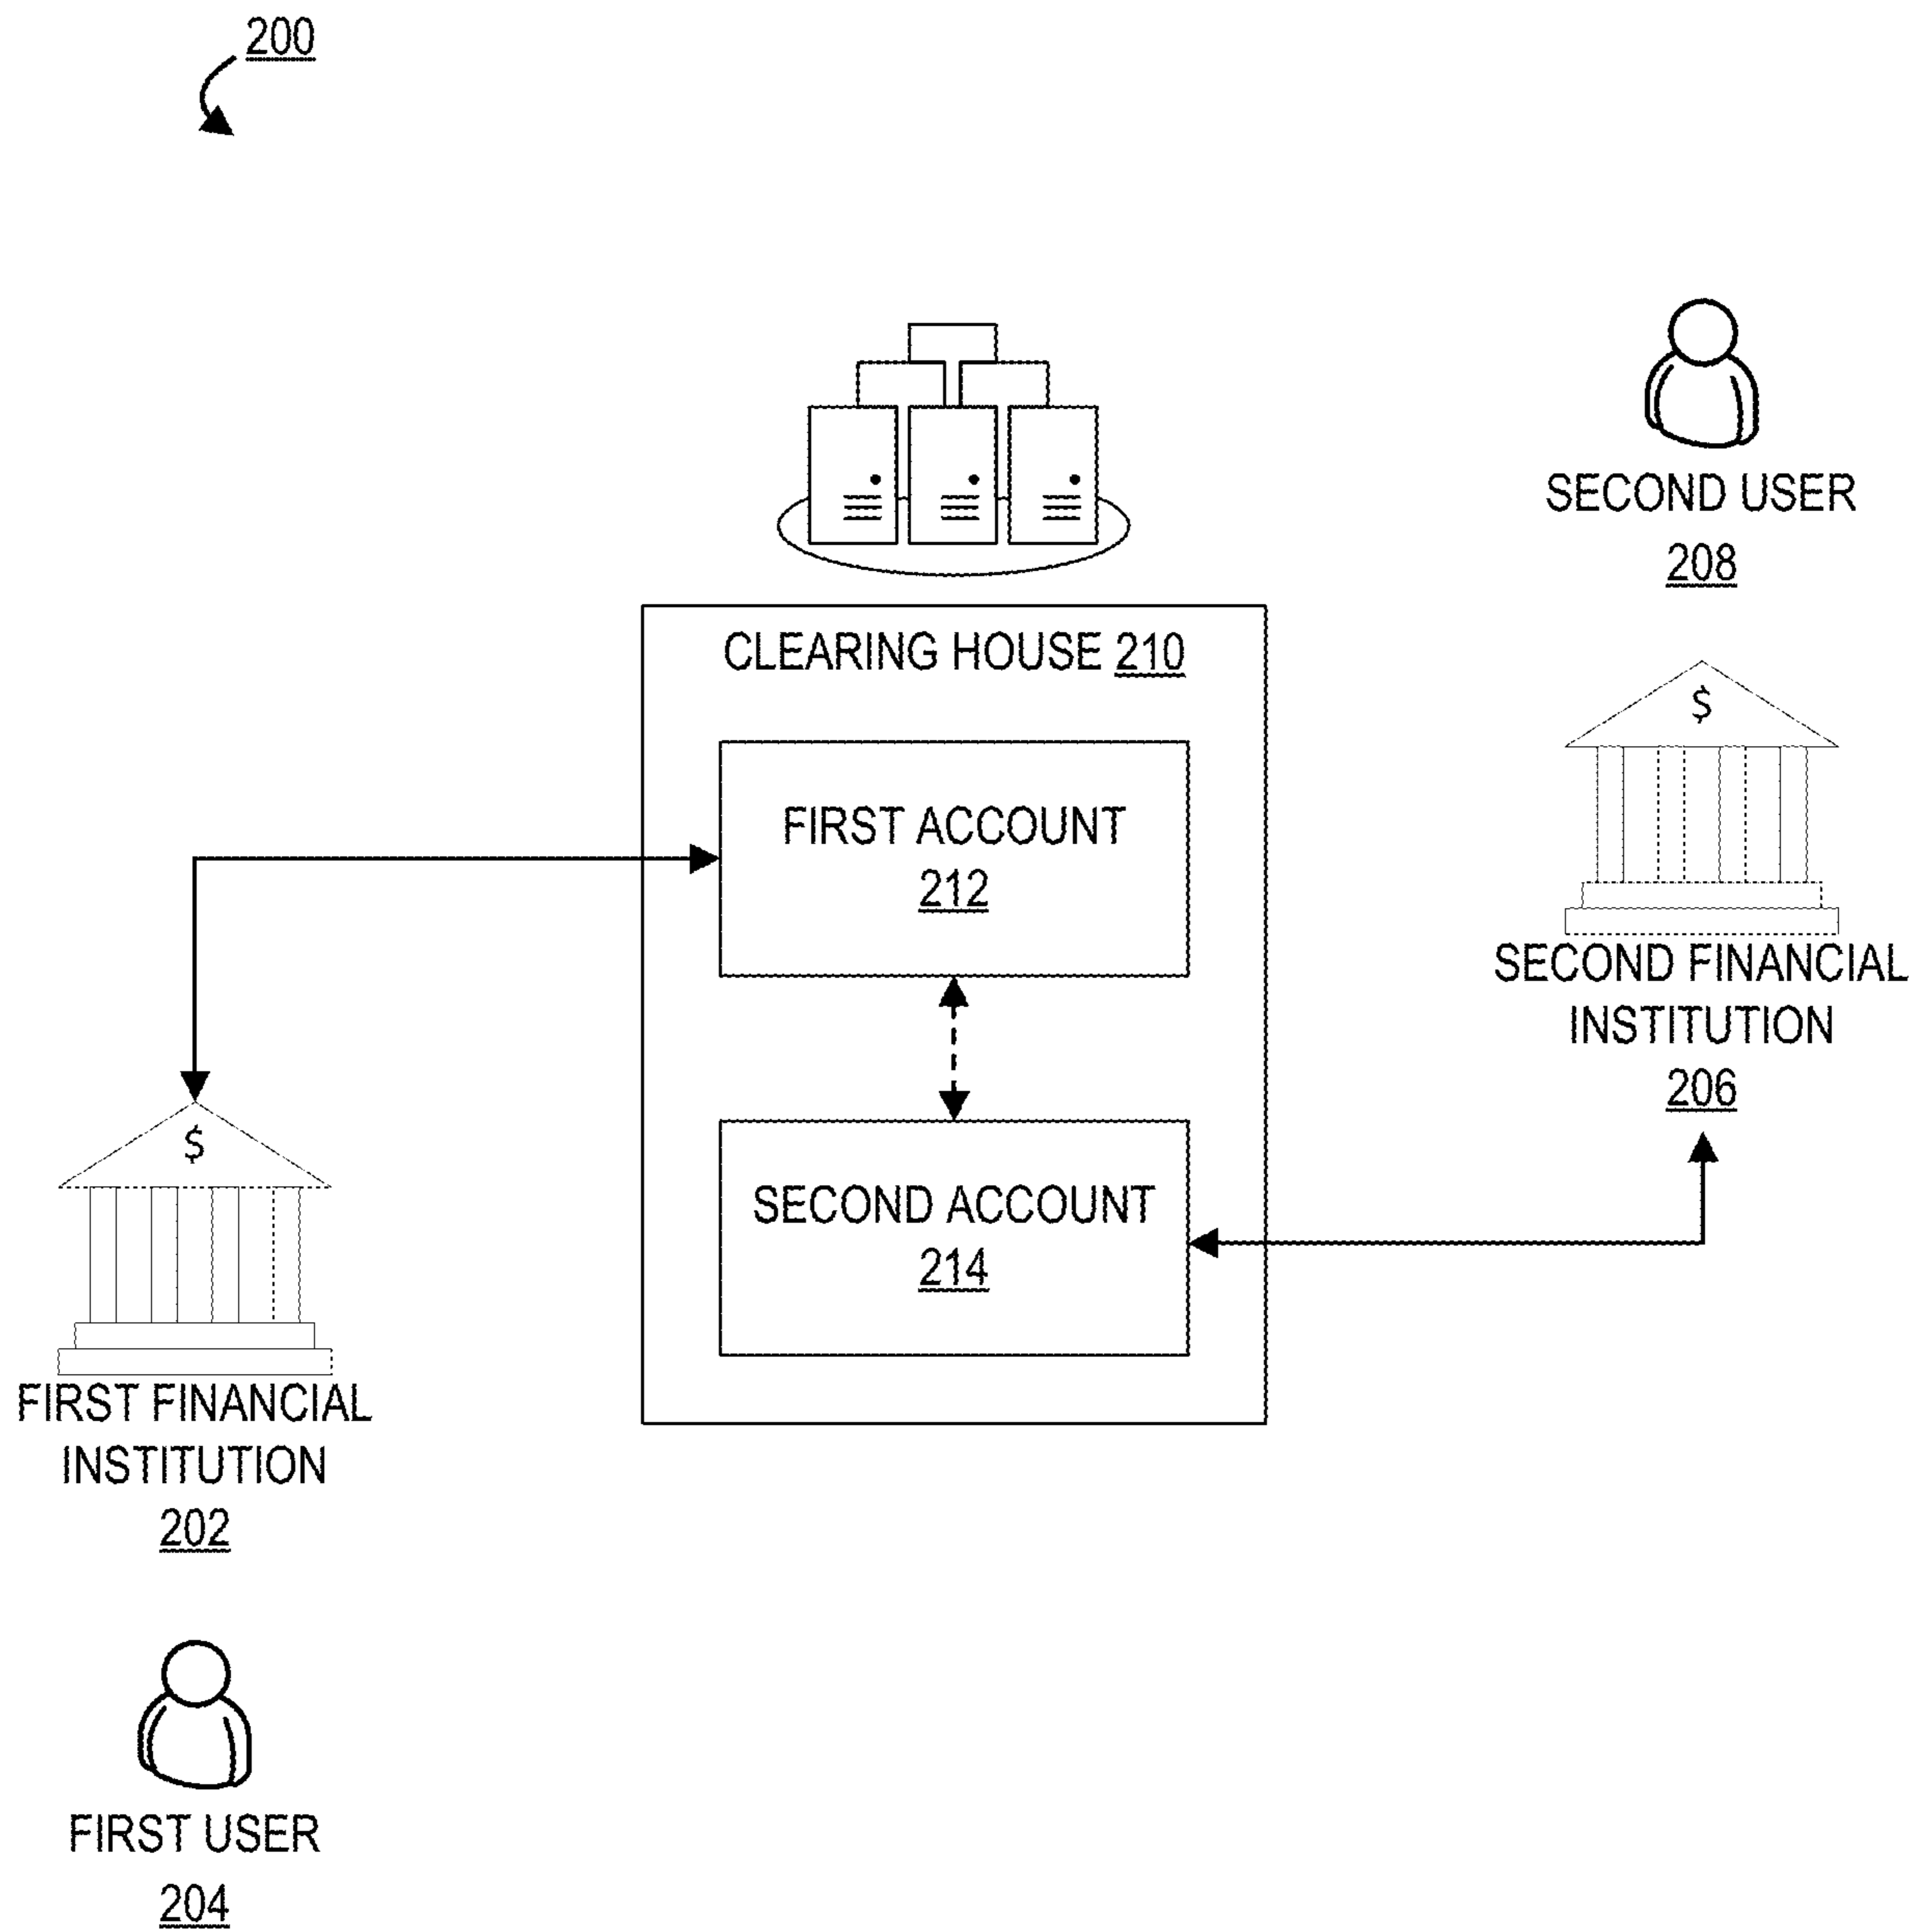 200
SECOND USER
208
CLEARING HOUSE 210
$
FIRST ACCOUNT
212
SECOND FINANCIAL
INSTITUTION
206
$
SECOND ACCOUNT
214
FIRST FINANCIAL
INSTITUTION
202
FIRST USER
204